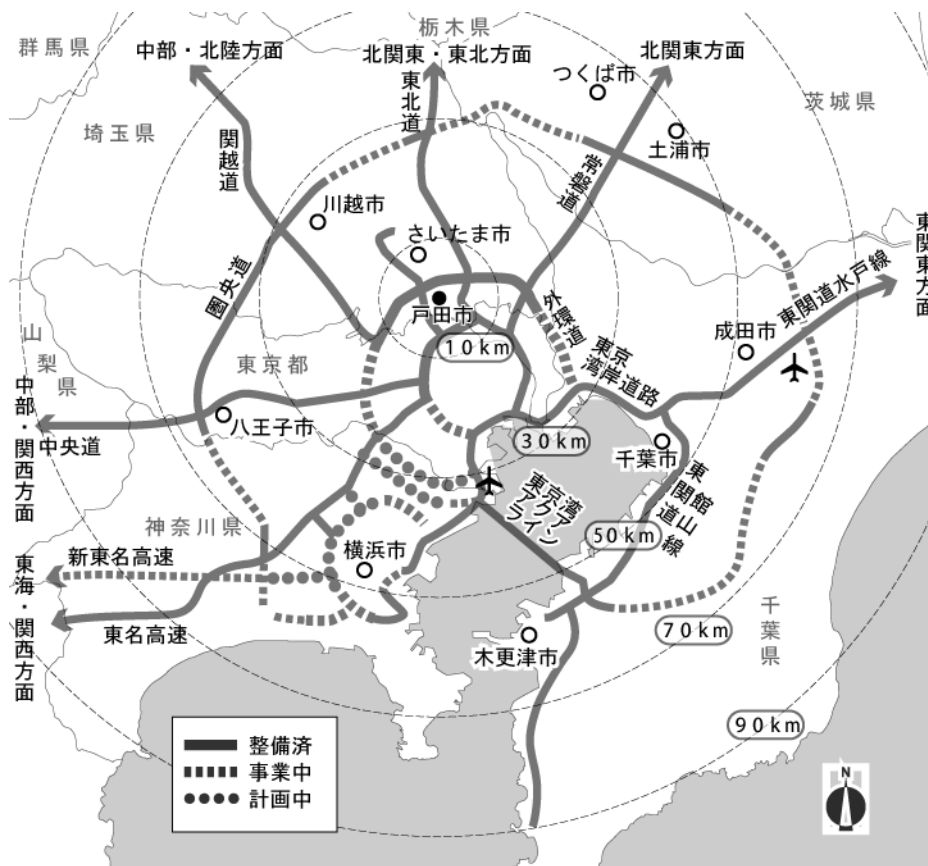 栃木県
群馬県
中部・北陸方面
北関東・東北方面
北関東方面
つくば市
茨城県
埼玉県
東北道
関越道
土浦市
常磐道
川越市
さいたま市
東関東方面
圏央道
外環道
東関道水戸線
戸田市
成田市
山梨県
10km
東京都
東京
湾岸道路
中部・関西方面
八王子市
中央道
30km
千葉市
東京湾アクアライン
東関道
館山線
神奈川県
50km
新東名高速
横浜市
東海・関西方面
東名高速
70km
千葉県
木更津市
90km
整備済
事業中
計画中
N